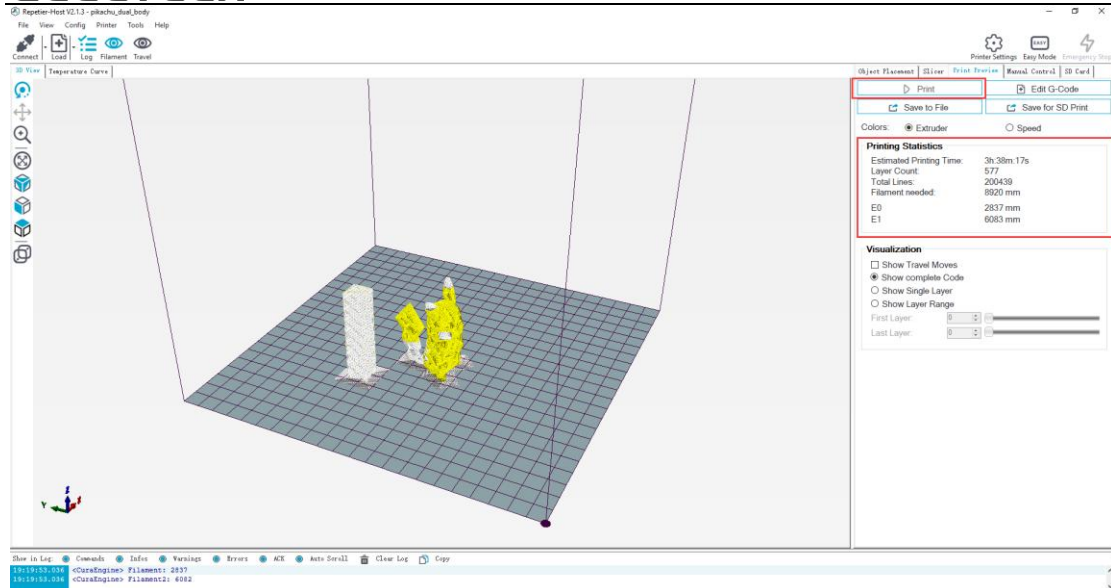 Repetier-Host V2.1.3 - pikachu_dual_body
File View Config Printer Tools Help
Connect Load Log Filament Travel
Printer Settings Easy Mode Emergency Stop
EASY
3D View Temperature Curve
Object Placement Slicer Print Preview Manual Control SD Card
Print
Edit G-Code
Save to File
Save for SD Print
Colors: Extruder Speed
Printing Statistics
Estimated Printing Time: 3h:38m:17s
Layer Count: 577
Total Lines: 200439
Filament needed: 8920 mm
E0 2837 mm
E1 6083 mm
Visualization
Show Travel Moves
Show complete Code
Show Single Layer
Show Layer Range
First Layer: 0
Last Layer: 0
Show in Log: Commands Infos Warnings Errors ACK Auto Scroll Clear Log Copy
19:19:53.036 <CuraEngine> Filament: 2837
19:19:53.036 <CuraEngine> Filament2: 6082